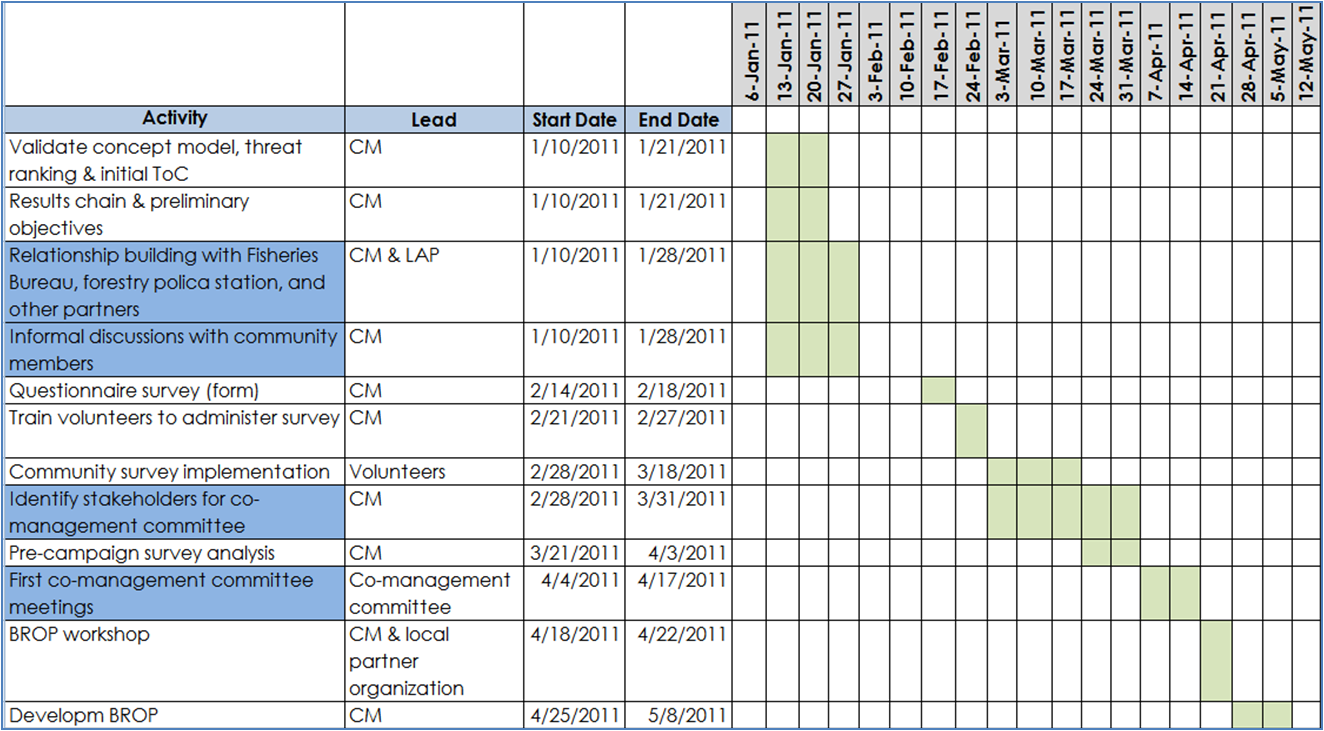 6-Jan-11 13-Jan-11 20-Jan-11 27-Jan-11 3-Feb-11 10-Feb-11 17-Feb-11 24-Feb-11 3-Mar-11 10-Mar-11 17-Mar-11 24-Mar-11 31-Mar-11 7-Apr-11 14-Apr-11 21-Apr-11 28-Apr-11 5-May-11 12-May-11
Activity Lead Start Date End Date
Validate concept model, threat CM 1/10/2011 1/21/2011
ranking & initial ToC
Results chain & preliminary CM 1/10/2011 1/21/2011
objectives
Relationship building with Fisheries CM & LAP 1/10/2011 1/28/2011
Bureau, forestry polica station, and
other partners
Informal discussions with community CM 1/10/2011 1/28/2011
members
Questionnaire survey (form) CM 2/14/2011 2/18/2011
Train volunteers to administer survey CM 2/21/2011 2/27/2011
Community survey implementation Volunteers 2/28/2011 3/18/2011
Identify stakeholders for co- CM 2/28/2011 3/31/2011
management committee
Pre-campaign survey analysis CM 3/21/2011 4/3/2011
First co-management committee Co-management 4/4/2011 4/17/2011
meetings committee
BROP workshop CM & local 4/18/2011 4/22/2011
partner
organization
Developm BROP CM 4/25/2011 5/8/2011